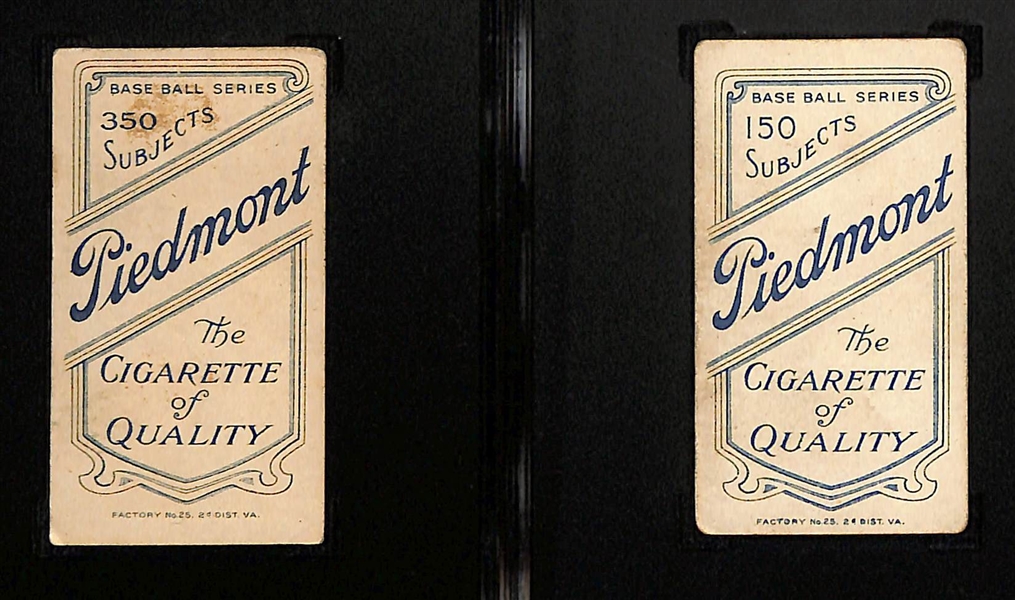 BASE BALL SERIES
350
SUBJECTS
Piedmont
The
CIGARETTE
of
QUALITY
FACTORY No. 25, 2d DIST. VA.
BASE BALL SERIES
150
SUBJECTS
Piedmont
The
CIGARETTE
of
QUALITY
FACTORY No. 25, 2d DIST. VA.